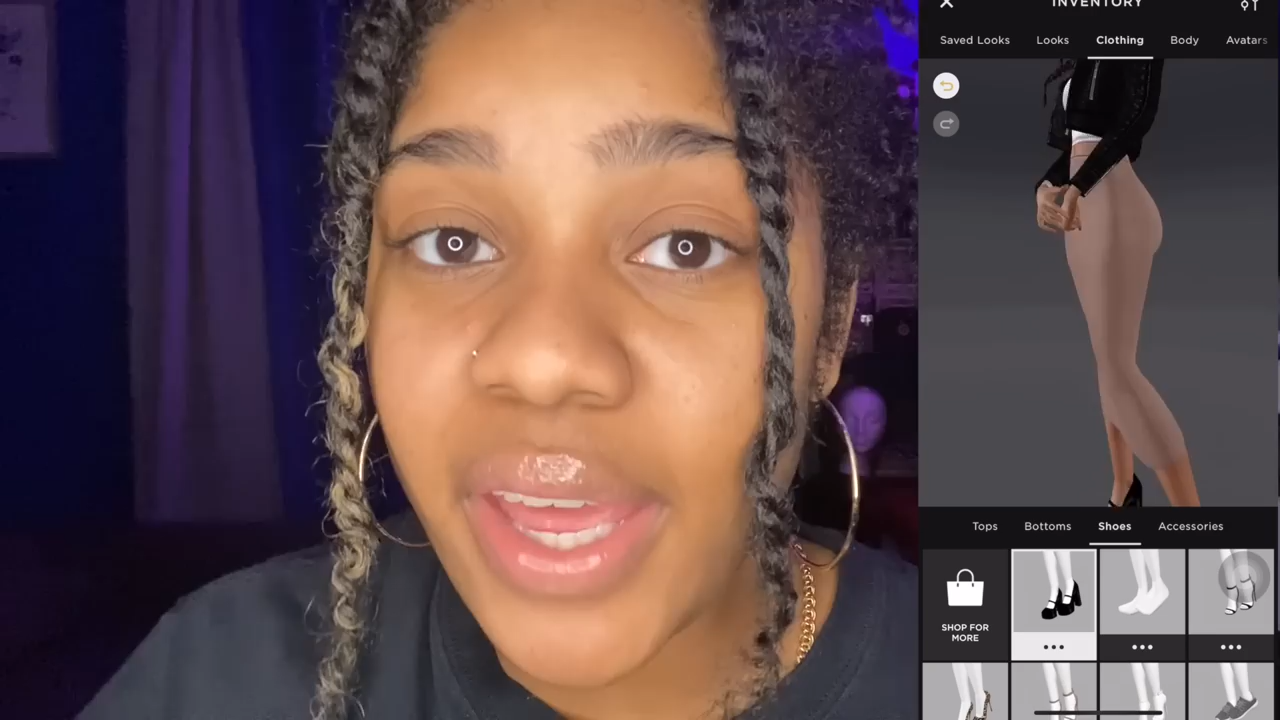 INVENTORY
Saved Looks Looks Clothing Body Avatars
Tops Bottoms Shoes Accessories
SHOP FOR
MORE